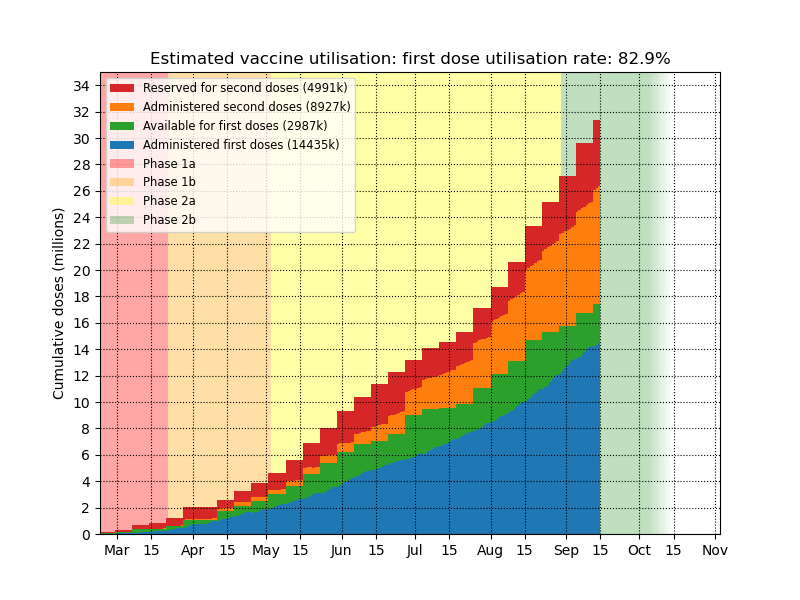 Estimated vaccine utilisation: first dose utilisation rate: 82.9%
Cumulative doses (millions)
34
32
30
28
26
24
22
20
18
16
14
12
10
8
6
4
2
0
Reserved for second doses (4991k)
Administered second doses (8927k)
Available for first doses (2987k)
Administered first doses (14435k)
Phase 1a
Phase 1b
Phase 2a
Phase 2b
Mar 15 Apr 15 May 15 Jun 15 Jul 15 Aug 15 Sep 15 Oct 15 Nov